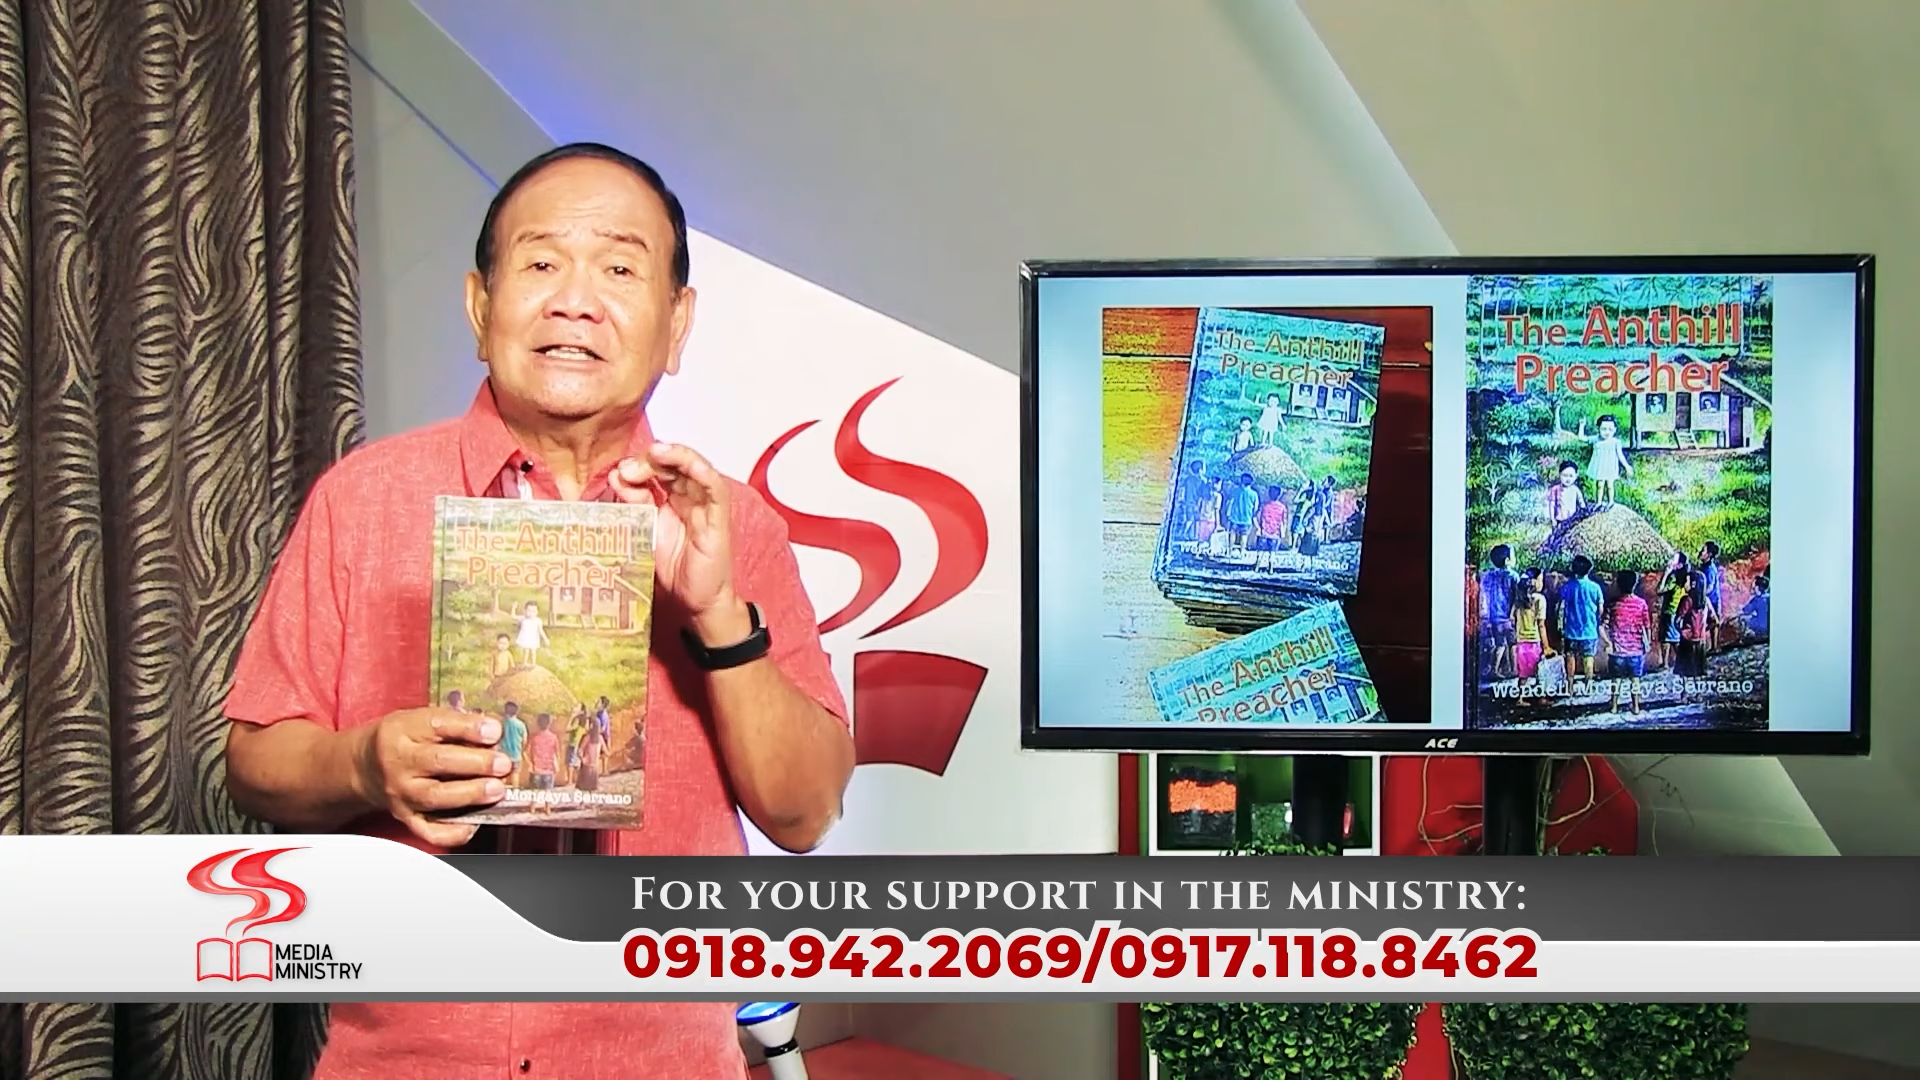 The Anthill
Preacher
Mongaya Serrano
The Anthill
Preacher
The Anthill
Preacher
The Anthill
Preacher
Wendell Mongaya Serrano
ACE
MEDIA
MINISTRY
FOR YOUR SUPPORT IN THE MINISTRY:
0918.942.2069/0917.118.8462